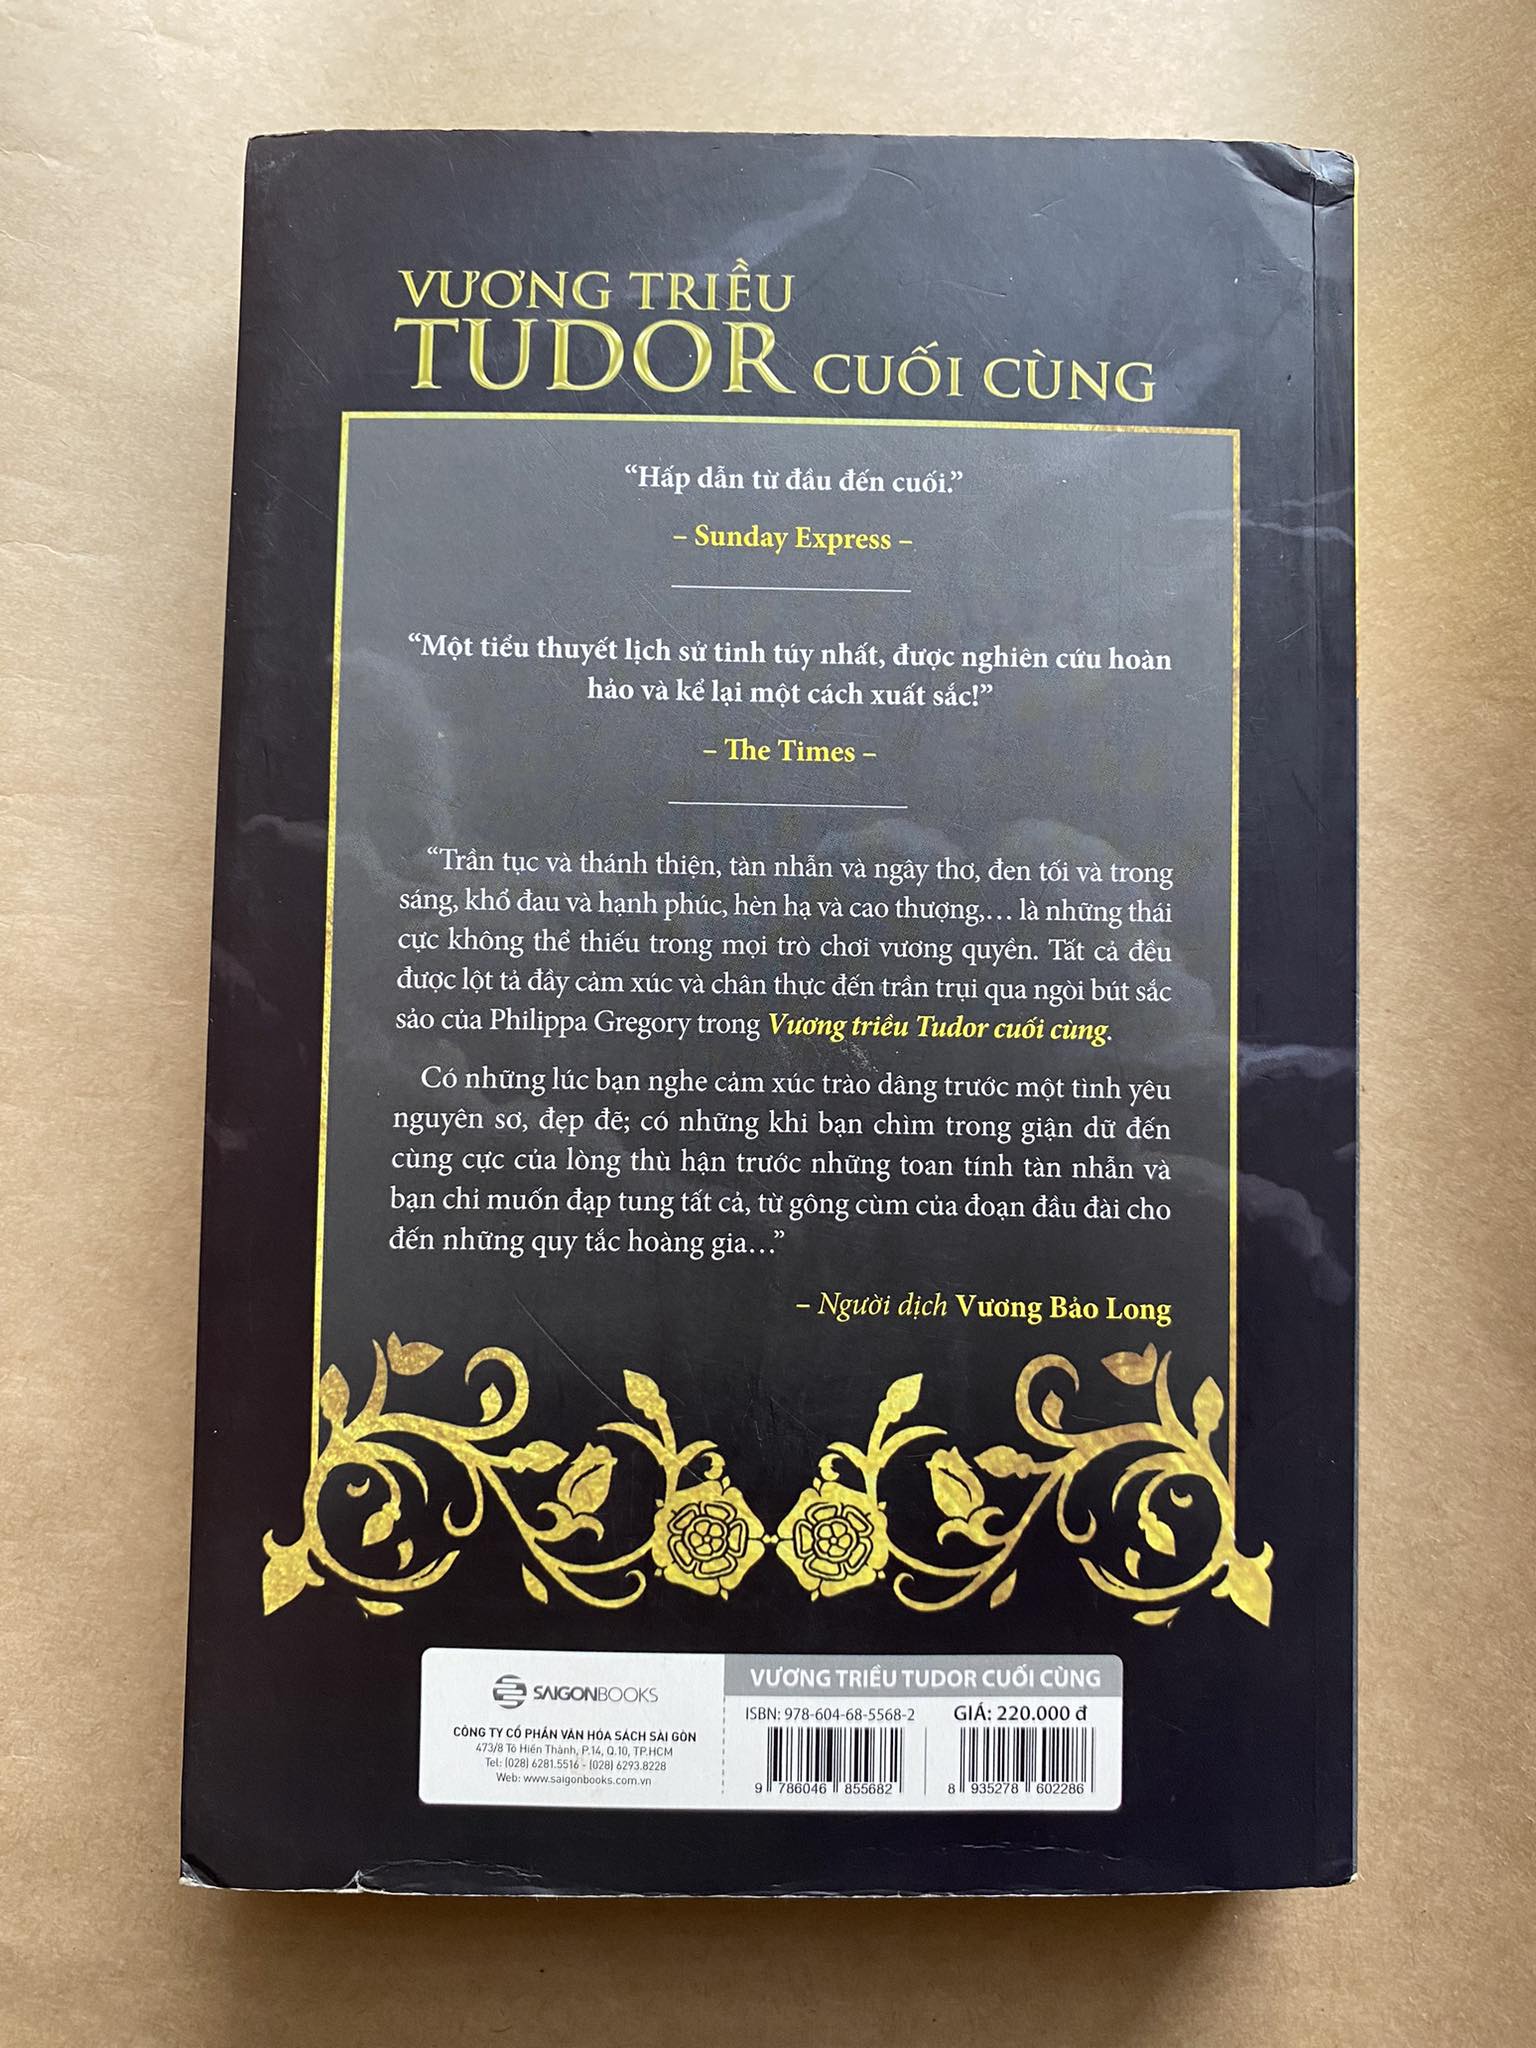 VƯƠNG TRIỀU
TUDOR CUỐI CÙNG
“Hấp dẫn từ đầu đến cuối.”
– Sunday Express –
“Một tiểu thuyết lịch sử tinh túy nhất, được nghiên cứu hoàn
hảo và kể lại một cách xuất sắc!”
– The Times –
“Trần tục và thánh thiện, tàn nhẫn và ngây thơ, đen tối và trong
sáng, khổ đau và hạnh phúc, hèn hạ và cao thượng,… là những thái
cực không thể thiếu trong mọi trò chơi vương quyền. Tất cả đều
được lột tả đầy cảm xúc và chân thực đến trần trụi qua ngòi bút sắc
sảo của Philippa Gregory trong Vương triều Tudor cuối cùng.
Có những lúc bạn nghe cảm xúc trào dâng trước một tình yêu
nguyên sơ, đẹp đẽ; có những khi bạn chìm trong giận dữ đến
cùng cực của lòng thù hận trước những toan tính tàn nhẫn và
bạn chỉ muốn đạp tung tất cả, từ gông cùm của đoạn đầu đài cho
đến những quy tắc hoàng gia…”
– Người dịch Vương Bảo Long
SAIGONBOOKS
CÔNG TY CỔ PHẦN VĂN HÓA SÁCH SÀI GÒN
473/8 Tô Hiến Thành, P.14, Q.10, TP.HCM
Tel: (028) 6281.5516 - (028) 6293.8228
Web: www.saigonbooks.com.vn
VƯƠNG TRIỀU TUDOR CUỐI CÙNG
ISBN: 978-604-68-5568-2
GIÁ: 220.000 đ
9 786046 855682
8 935278 602286